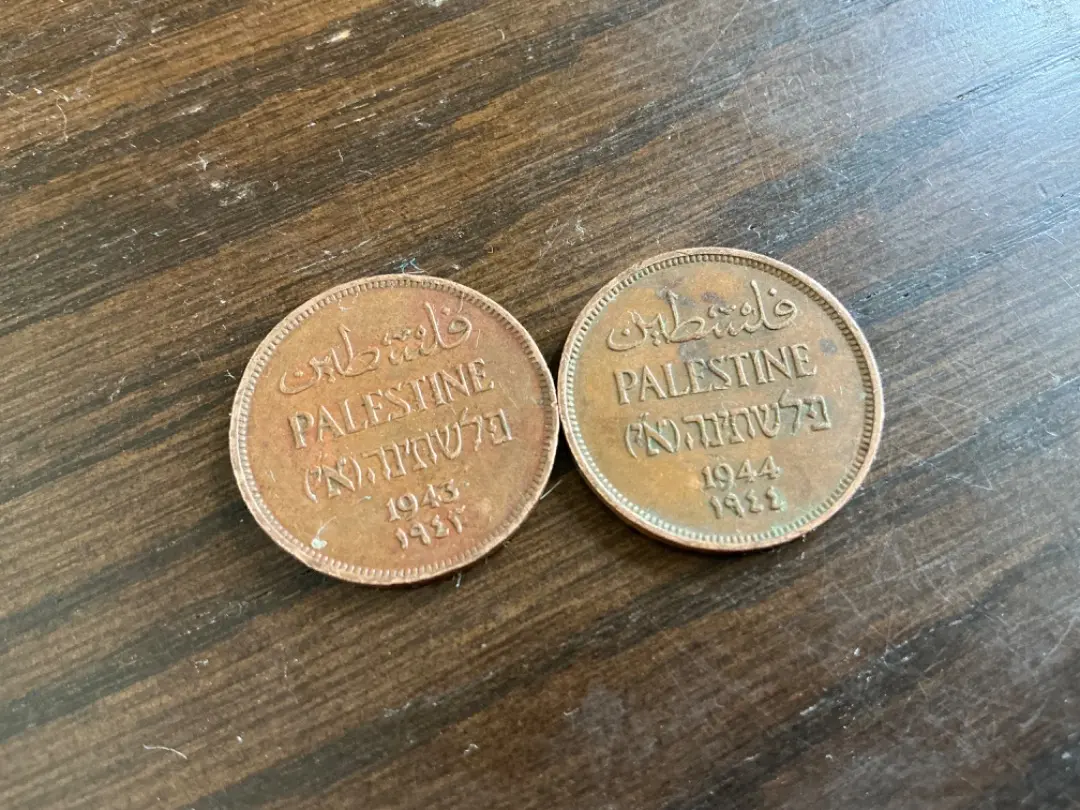 فلسطين
PALESTINE
פלשתינה (א״י)
1943
١٩٤٣
فلسطين
PALESTINE
פלשתינה (א״י)
1944
١٩٤٤